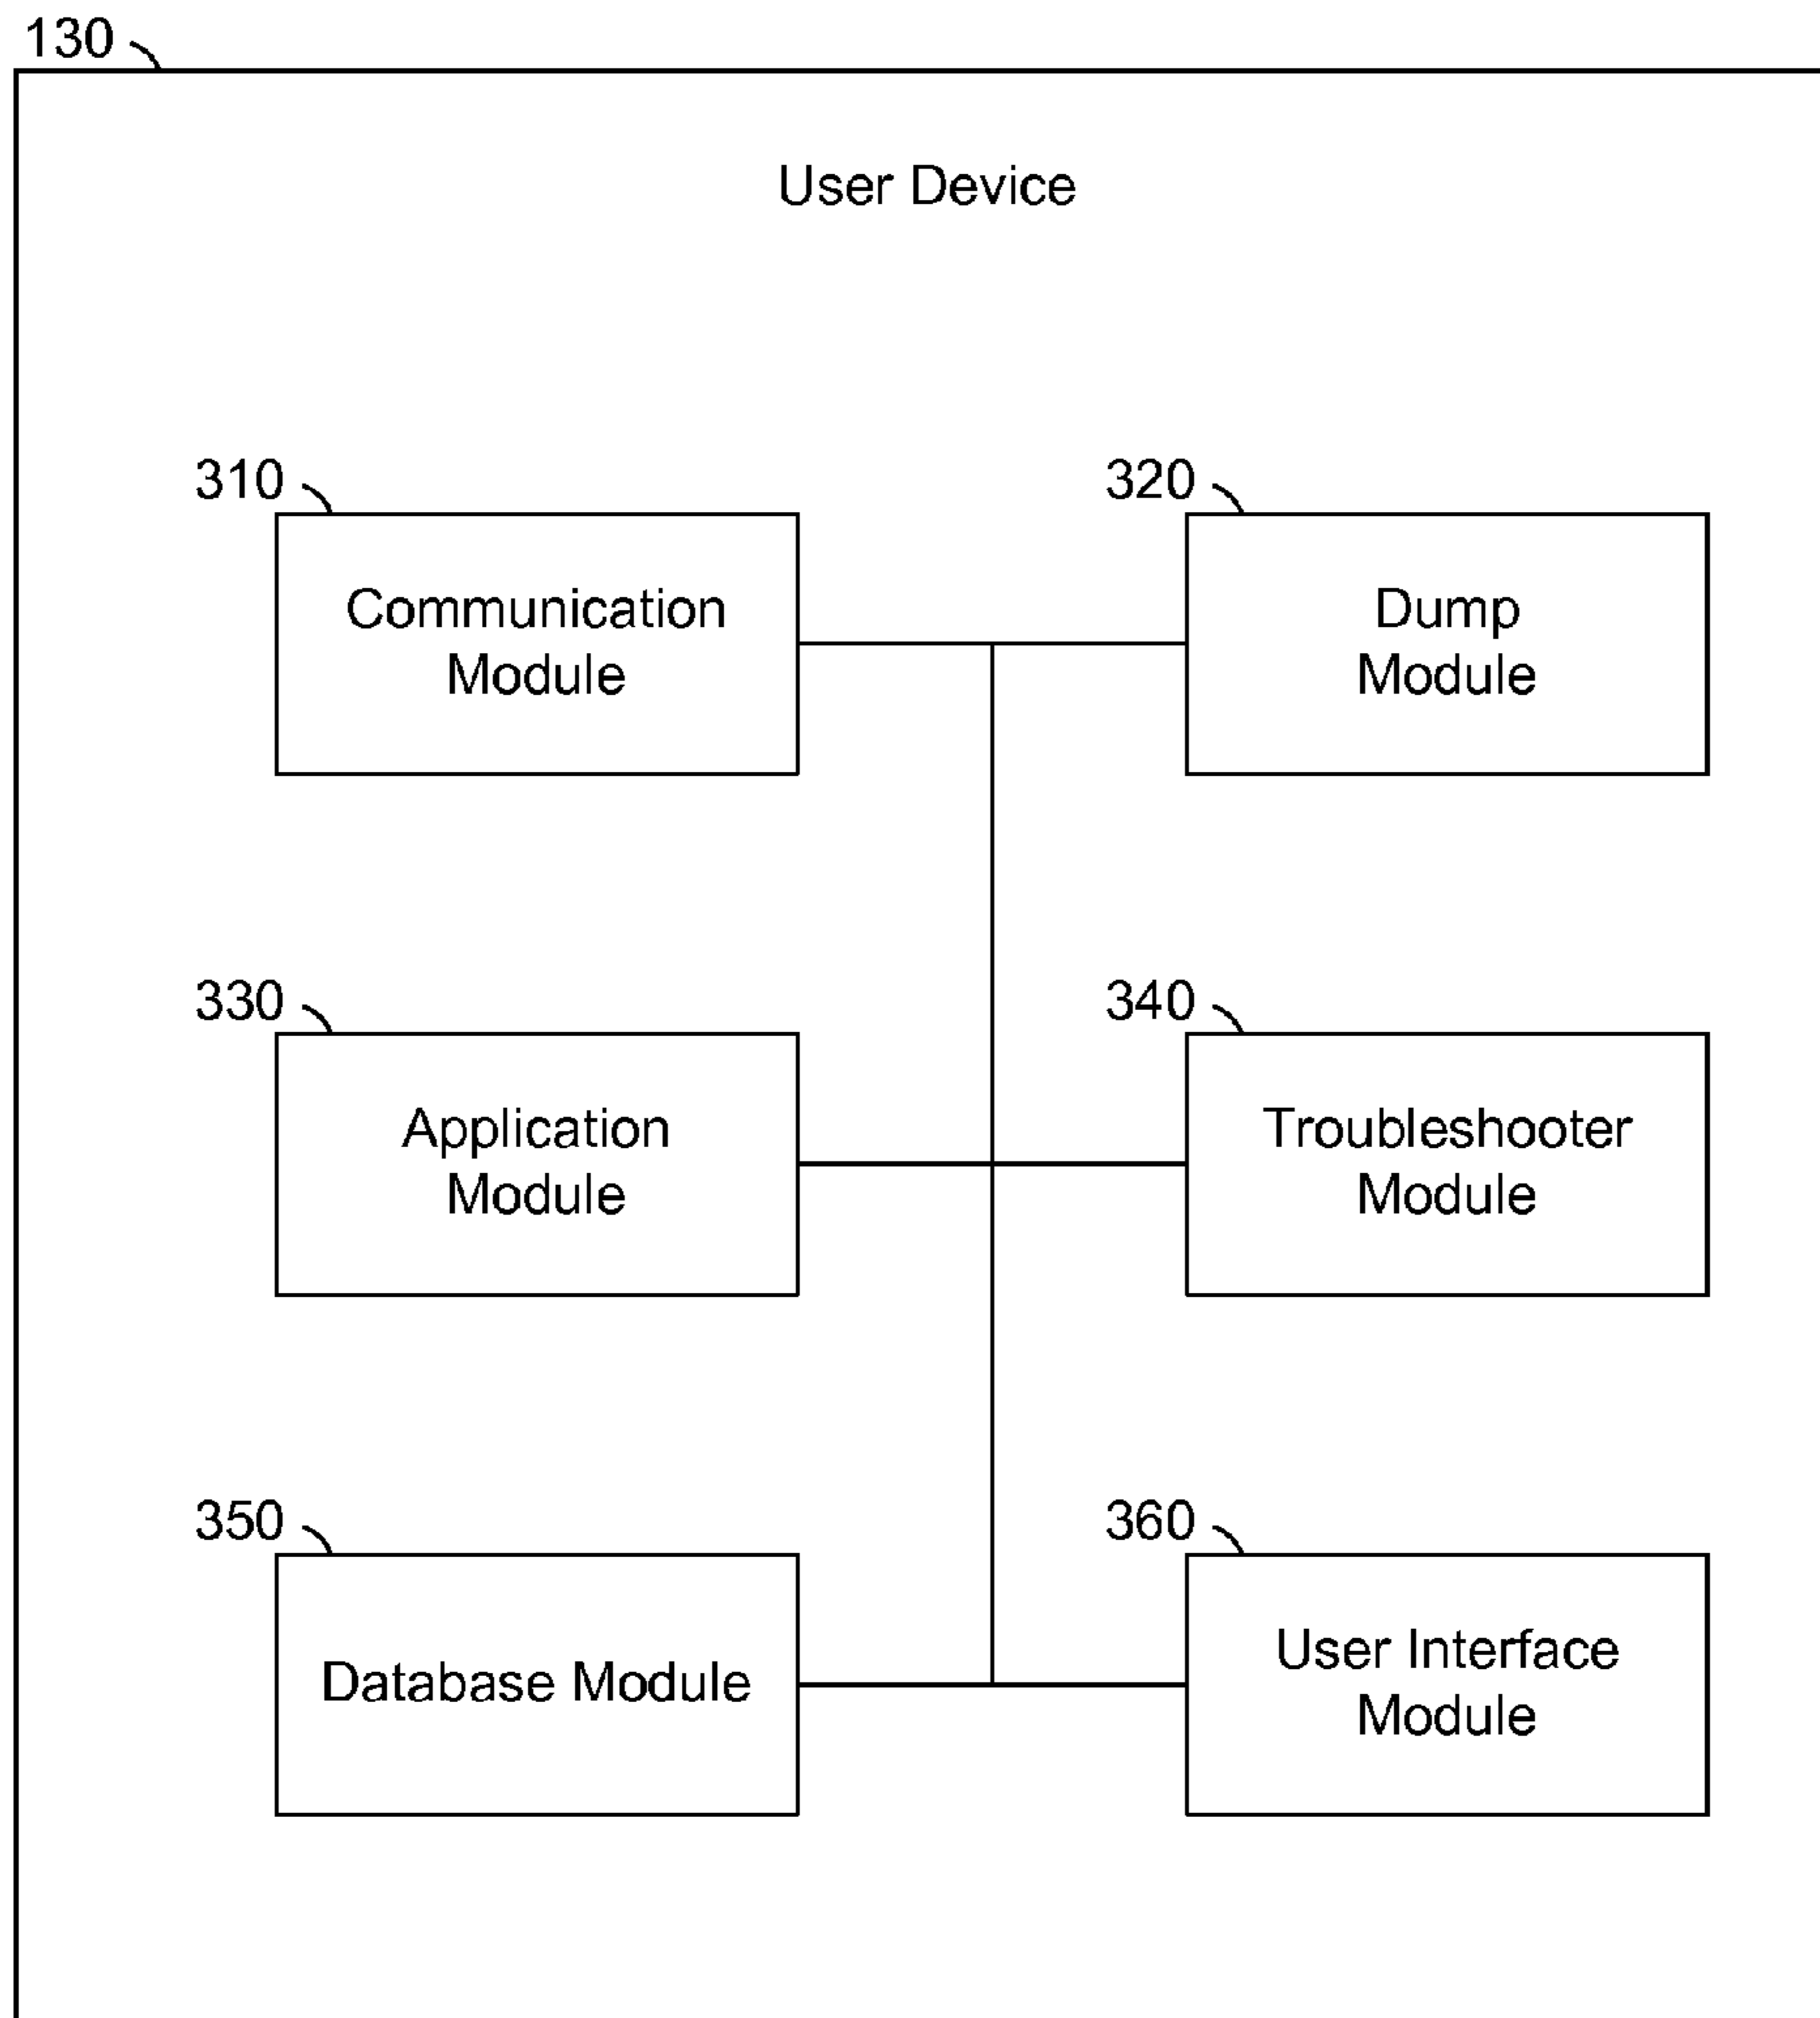 130
User Device
310
Communication
Module
320
Dump
Module
330
Application
Module
340
Troubleshooter
Module
350
Database Module
360
User Interface
Module